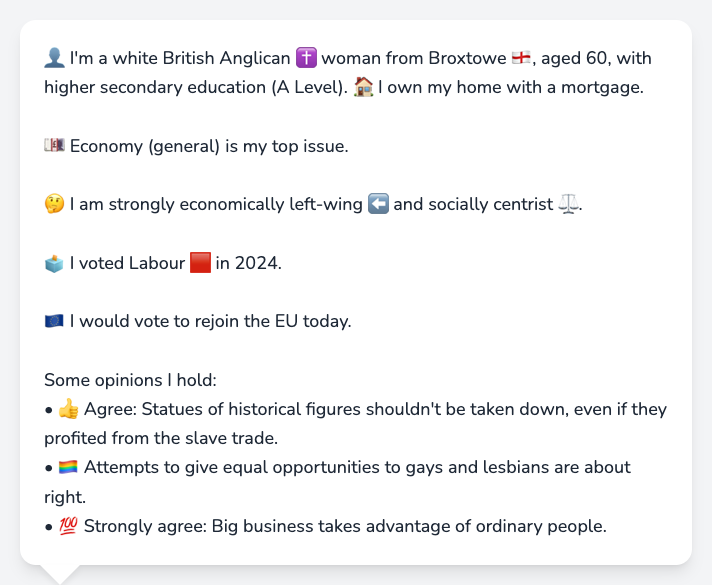 👤 I'm a white British Anglican ✝️ woman from Broxtowe 🏴󠁧󠁢󠁥󠁮󠁧󠁿, aged 60, with
higher secondary education (A Level). 🏠 I own my home with a mortgage.
💷 Economy (general) is my top issue.
🤔 I am strongly economically left-wing ⬅️ and socially centrist ⚖️.
🗳️ I voted Labour 🟥 in 2024.
🇪🇺 I would vote to rejoin the EU today.
Some opinions I hold:
• 👍 Agree: Statues of historical figures shouldn't be taken down, even if they
profited from the slave trade.
• 🏳️‍🌈 Attempts to give equal opportunities to gays and lesbians are about
right.
• 💯 Strongly agree: Big business takes advantage of ordinary people.